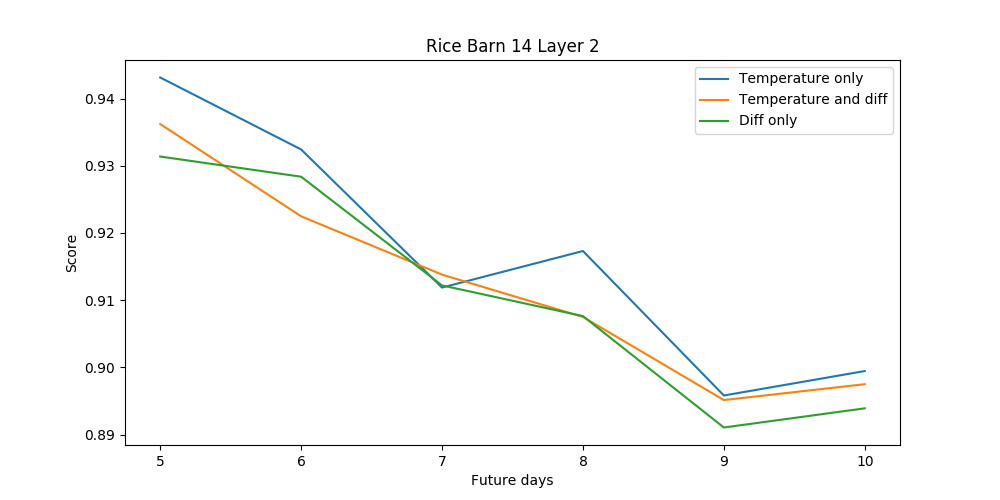 Rice Barn 14 Layer 2
Temperature only
Temperature and diff
Diff only
0.94
0.93
0.92
0.91
0.90
0.89
Score
5 6 7 8 9 10
Future days